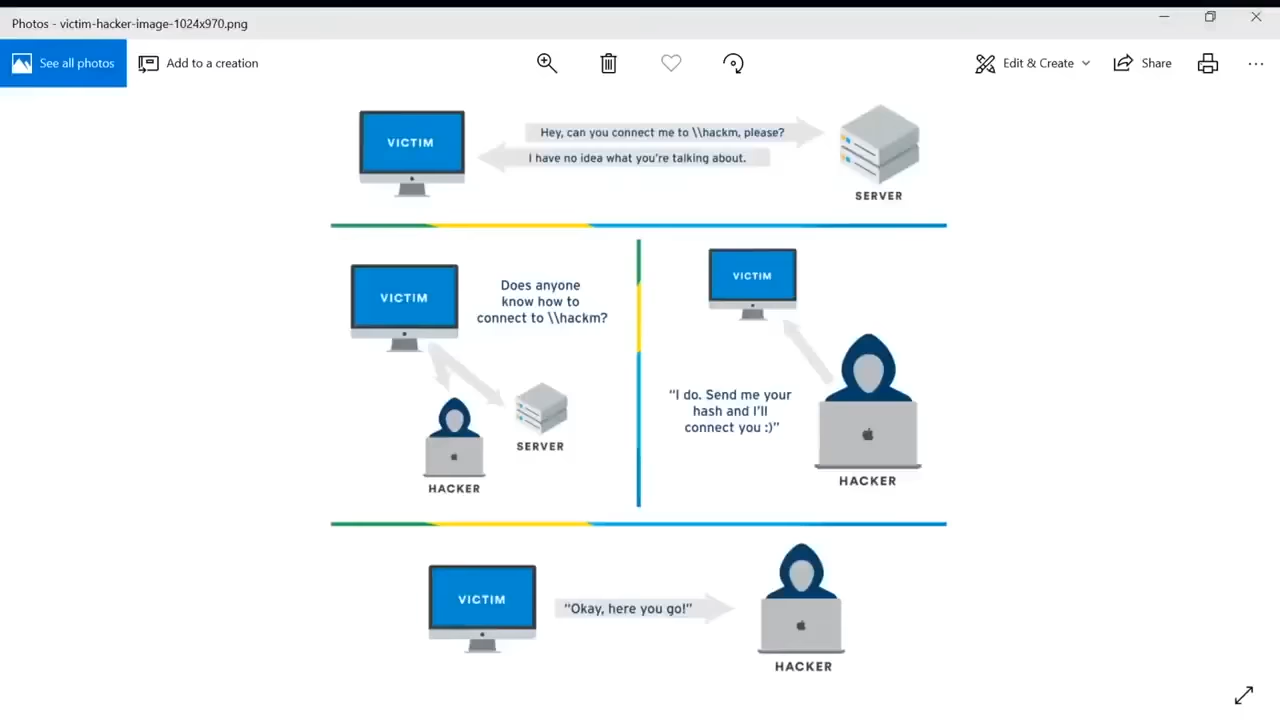 Photos - victim-hacker-image-1024x970.png
See all photos
Add to a creation
Edit & Create
Share
VICTIM
Hey, can you connect me to \\hackm, please?
I have no idea what you're talking about.
SERVER
VICTIM
Does anyone
know how to
connect to \\hackm?
SERVER
HACKER
VICTIM
“I do. Send me your
hash and I'll
connect you :)”
HACKER
VICTIM
“Okay, here you go!”
HACKER